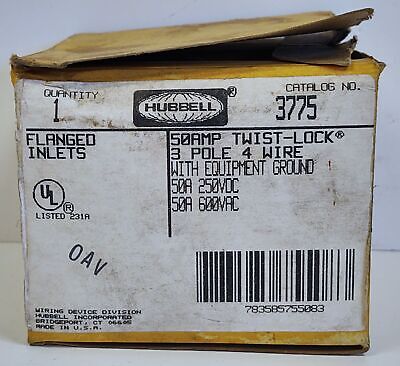 QUANTITY
1
HUBBELL®
CATALOG NO.
3775
FLANGED
INLETS
50AMP TWIST-LOCK®
3 POLE 4 WIRE
WITH EQUIPMENT GROUND
50A 250VDC
50A 600VAC
UL ®
LISTED 231A
OAV
WIRING DEVICE DIVISION
HUBBELL INCORPORATED
BRIDGEPORT, CT 06605
MADE IN U.S.A.
783585755083